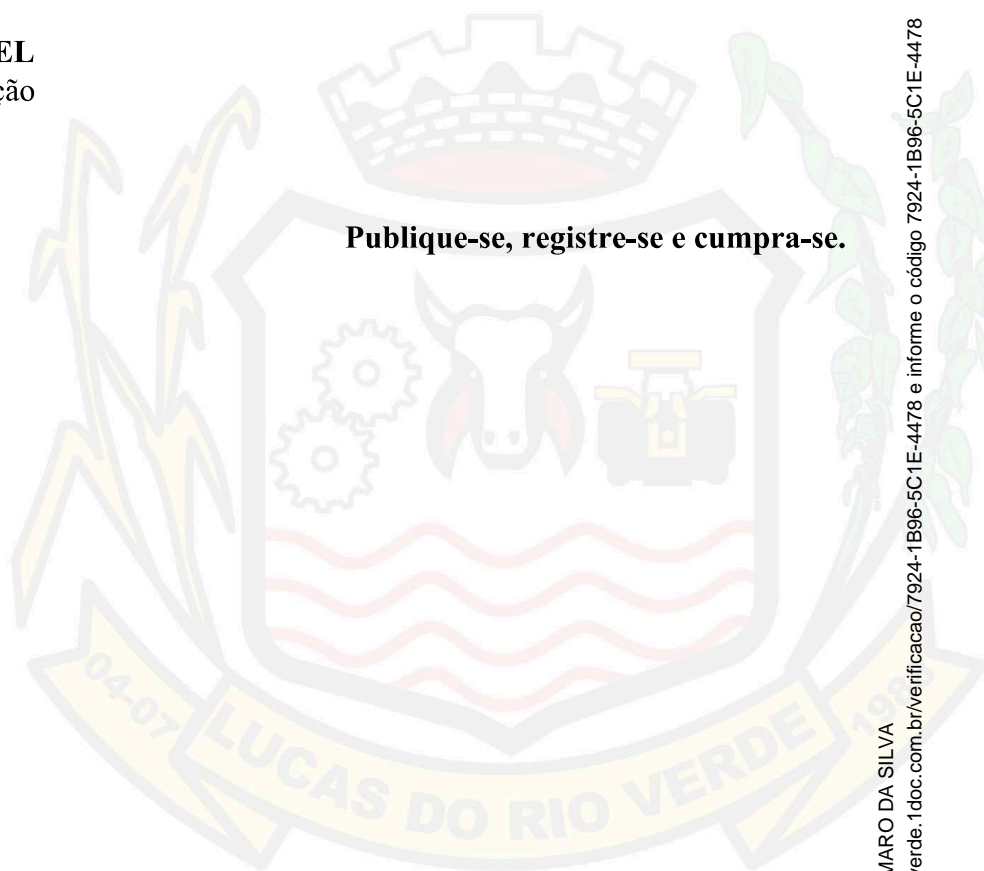 EL
ção
Publique-se, registre-se e cumpra-se.
04-07
LUCAS DO RIO VERDE
1988
MARO DA SILVA
verde.1doc.com.br/verificacao/7924-1B96-5C1E-4478 e informe o código 7924-1B96-5C1E-4478